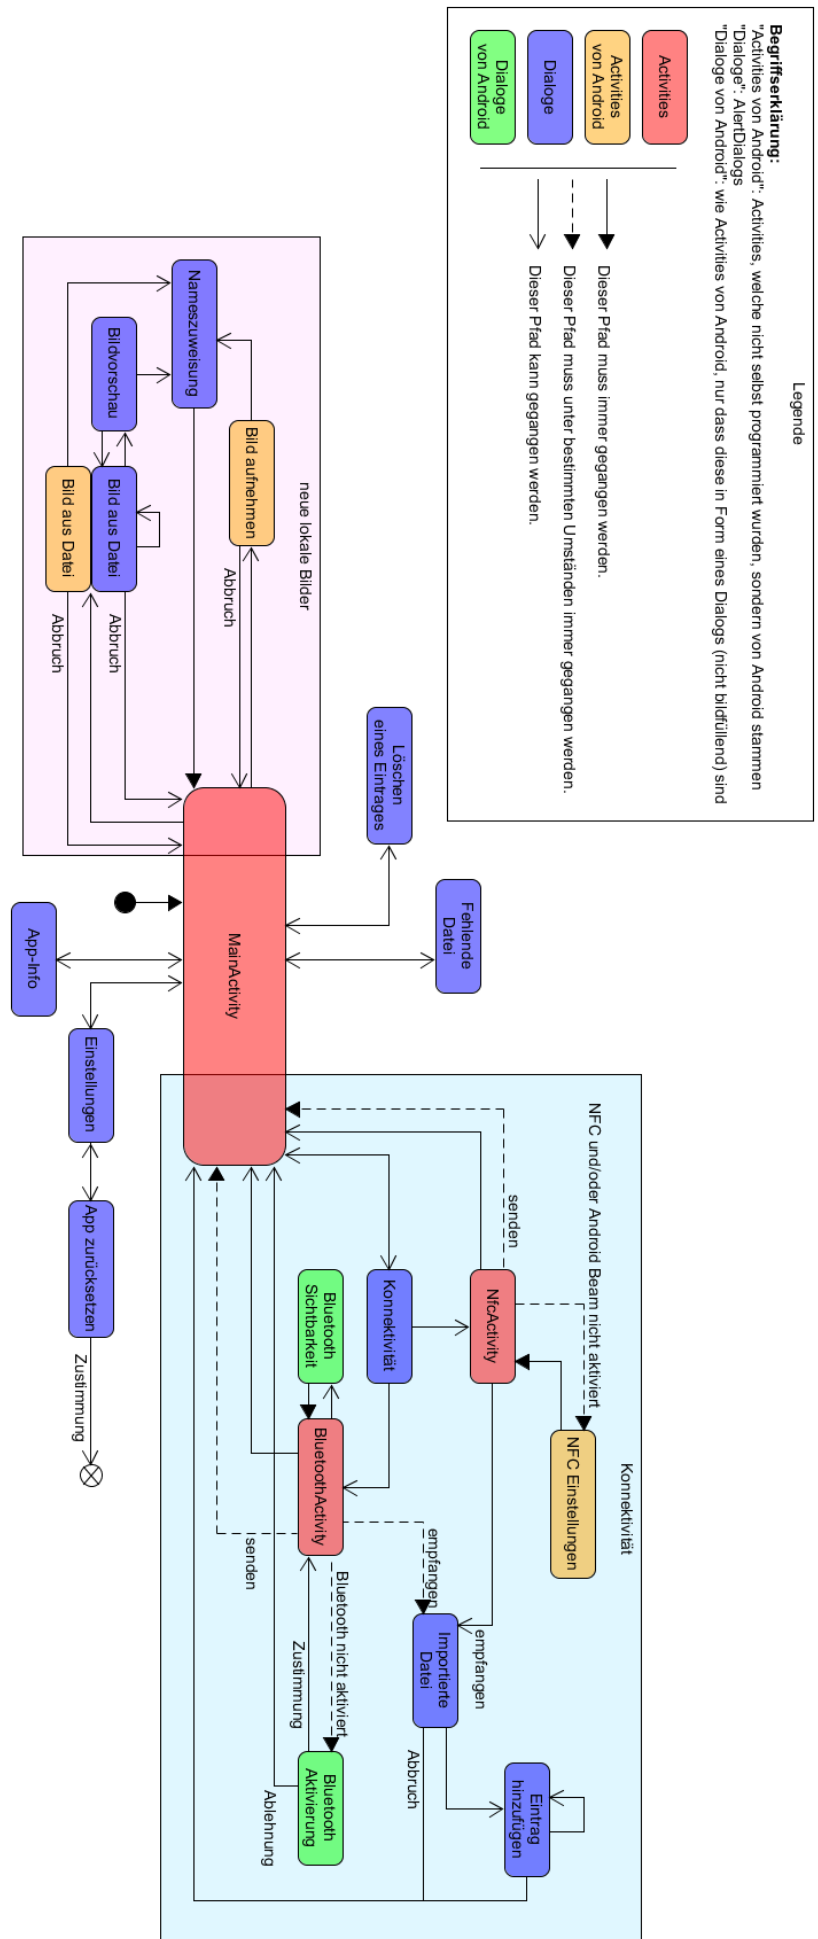 Legende
Activities
Activities
von Android
Dialoge
Dialoge
von Android
Dieser Pfad muss immer gegangen werden.
Dieser Pfad muss unter bestimmten Umständen immer gegangen werden.
Dieser Pfad kann gegangen werden.
Begriffserklärung:
"Activities von Android": Activities, welche nicht selbst programmiert wurden, sondern von Android stammen
"Dialoge": AlertDialogs
"Dialoge von Android": wie Activities von Android, nur dass diese in Form eines Dialogs (nicht bildfüllend) sind
neue lokale Bilder
Bild aufnehmen
Abbruch
Nameszuweisung
Bildvorschau
Bild aus Datei
Abbruch
Bild aus Datei
Abbruch
Löschen
eines Eintrages
Fehlende
Datei
MainActivity
App-Info
Einstellungen
App zurücksetzen
Zustimmung
Konnektivität
NFC und/oder Android Beam nicht aktiviert
NFC Einstellungen
senden
NfcActivity
empfangen
Konnektivität
empfangen
Importierte
Datei
Abbruch
Eintrag
hinzufügen
Bluetooth
Sichtbarkeit
BluetoothActivity
Bluetooth nicht aktiviert
Zustimmung
Bluetooth
Aktivierung
Ablehnung
senden